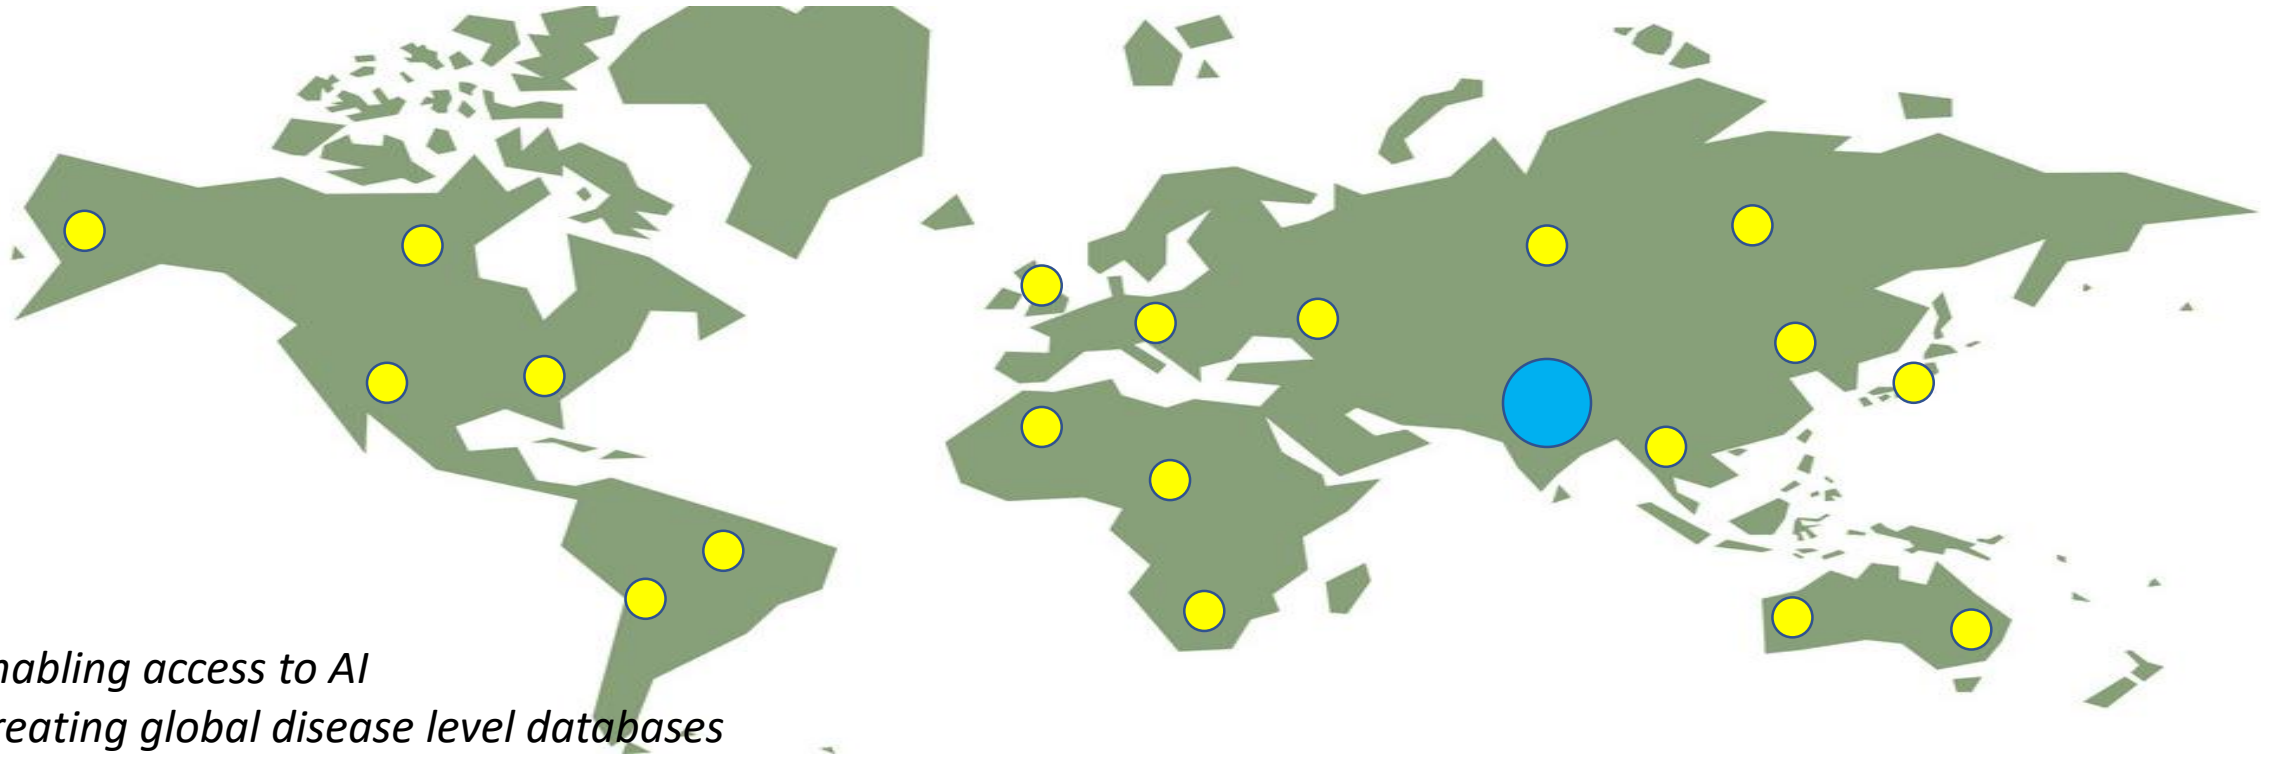 nabling access to AI
reating global disease level databases